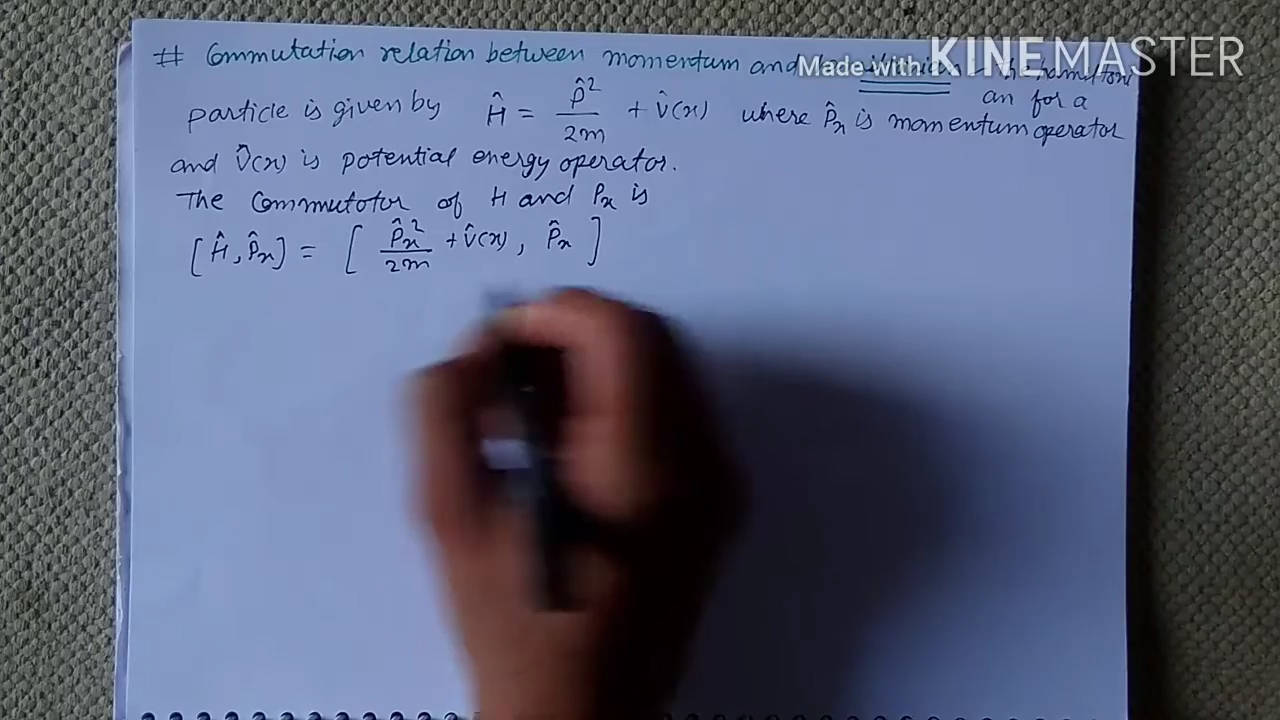 # Commutation relation between momentum and
Made with KINEMASTER
particle is given by Ĥ = P̂²/2m + V̂(x) where P̂x is momentum operator
an for a
and V̂(x) is potential energy operator.
The Commutotor of H and Px is
[Ĥ, P̂x] = [ P̂x²/2m + V̂(x), P̂x ]